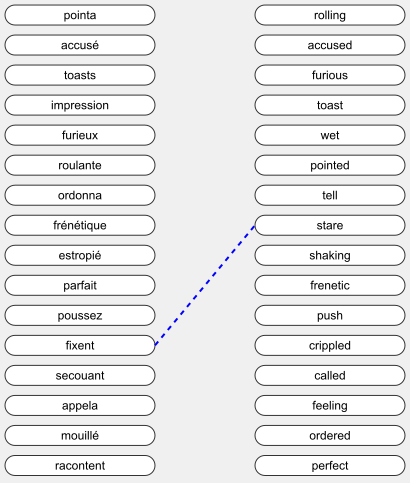 pointa
accusé
toasts
impression
furieux
roulante
ordonna
frénétique
estropié
parfait
poussez
fixent
secouant
appela
mouillé
racontent
rolling
accused
furious
toast
wet
pointed
tell
stare
shaking
frenetic
push
crippled
called
feeling
ordered
perfect